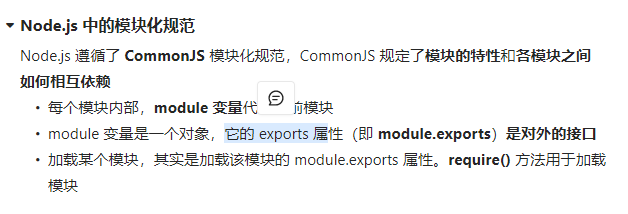 Node.js 中的模块化规范
Node.js 遵循了 CommonJS 模块化规范，CommonJS 规定了模块的特性和各模块之间
如何相互依赖
• 每个模块内部，module 变量代 前模块
• module 变量是一个对象，它的 exports 属性（即 module.exports）是对外的接口
• 加载某个模块，其实是加载该模块的 module.exports 属性。require() 方法用于加载
模块